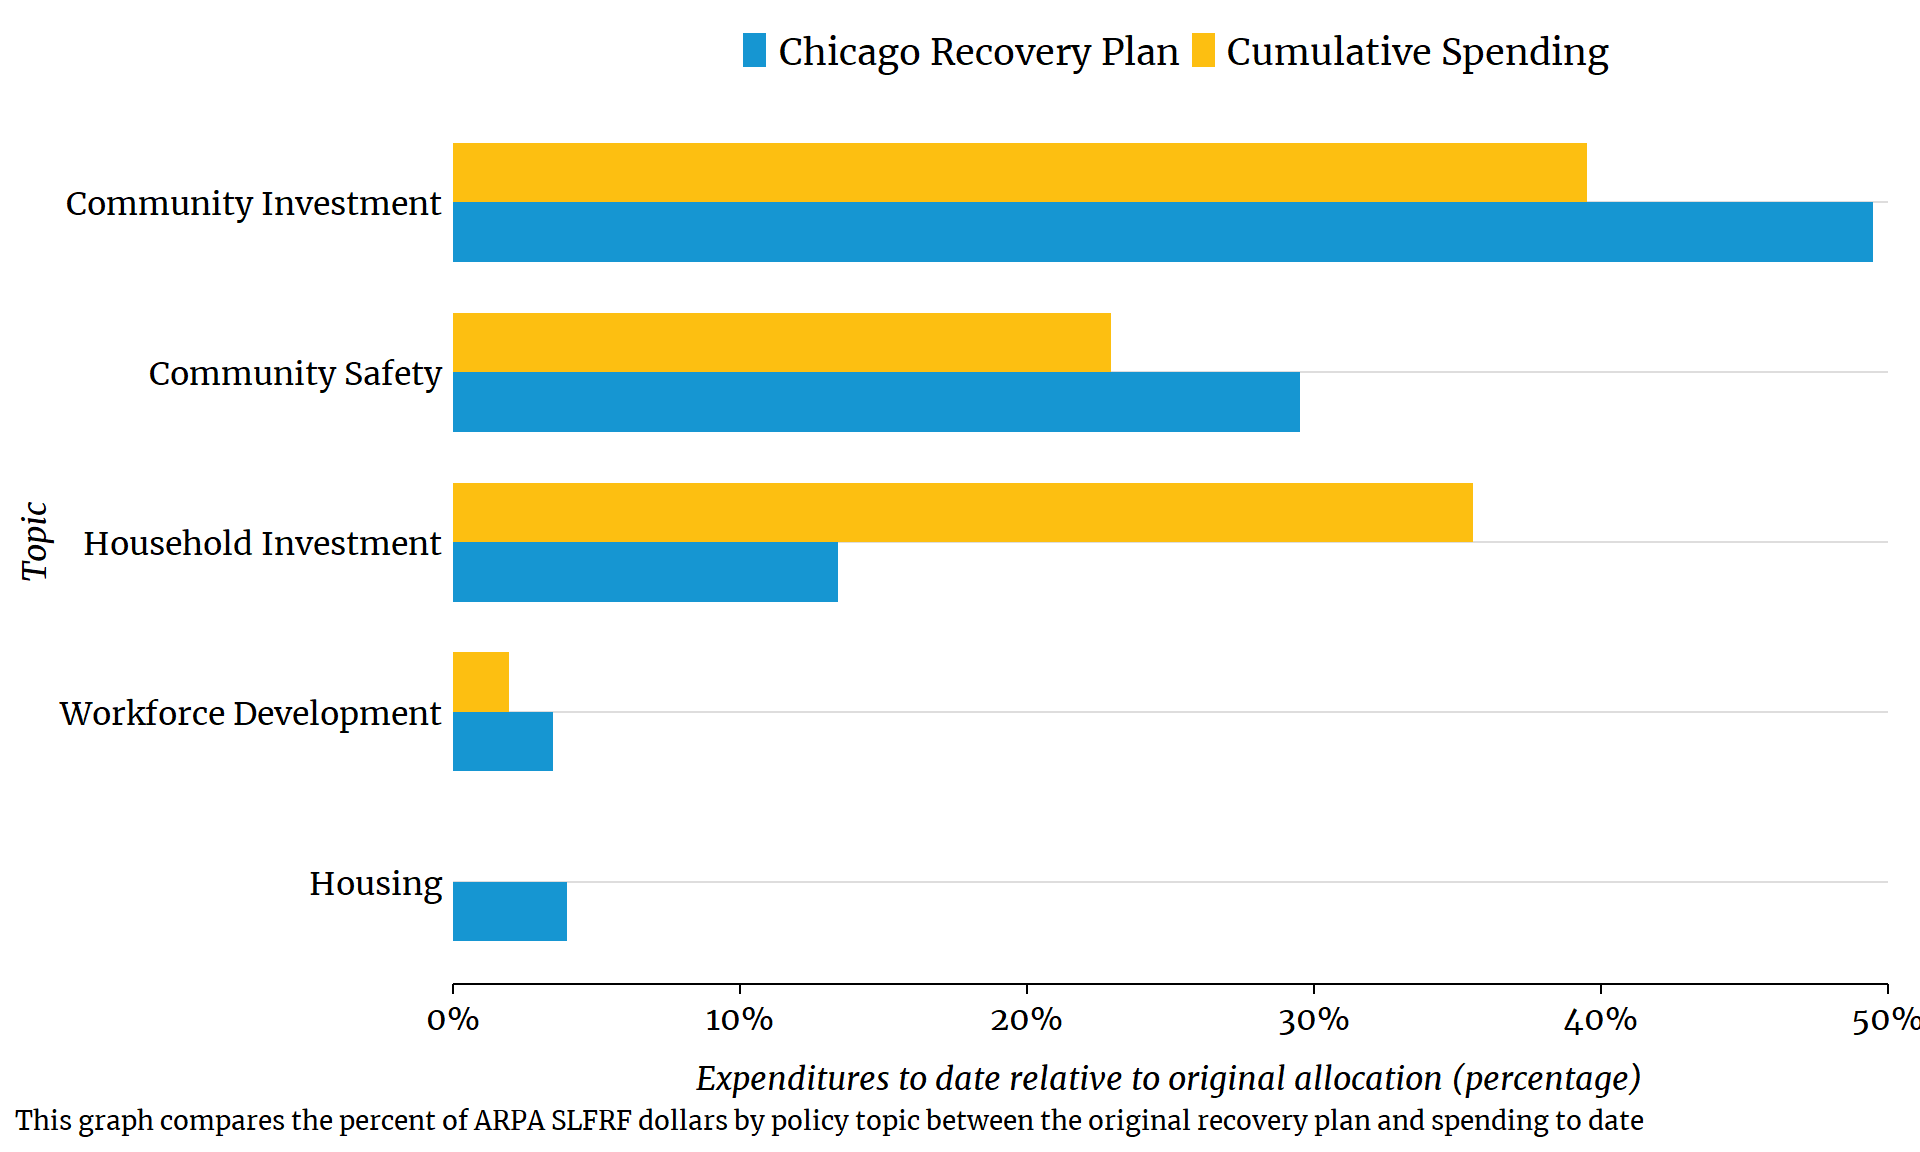 Chicago Recovery Plan Cumulative Spending
Community Investment
Community Safety
Household Investment
Workforce Development
Housing
Topic
0% 10% 20% 30% 40% 50%
Expenditures to date relative to original allocation (percentage)
This graph compares the percent of ARPA SLFRF dollars by policy topic between the original recovery plan and spending to date